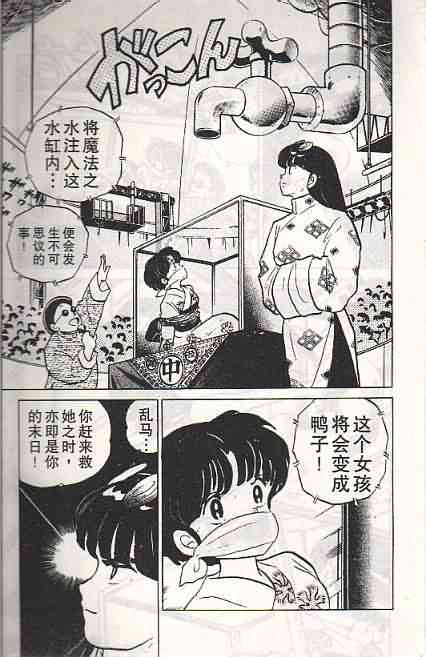 がっこん
将魔法之
水注入这
水缸内…
便会发
生不可
思议的
事！
中
这个女孩
将会变成
鸭子！
乱马…
你赶来救
她之时，
亦即是你
的末日！